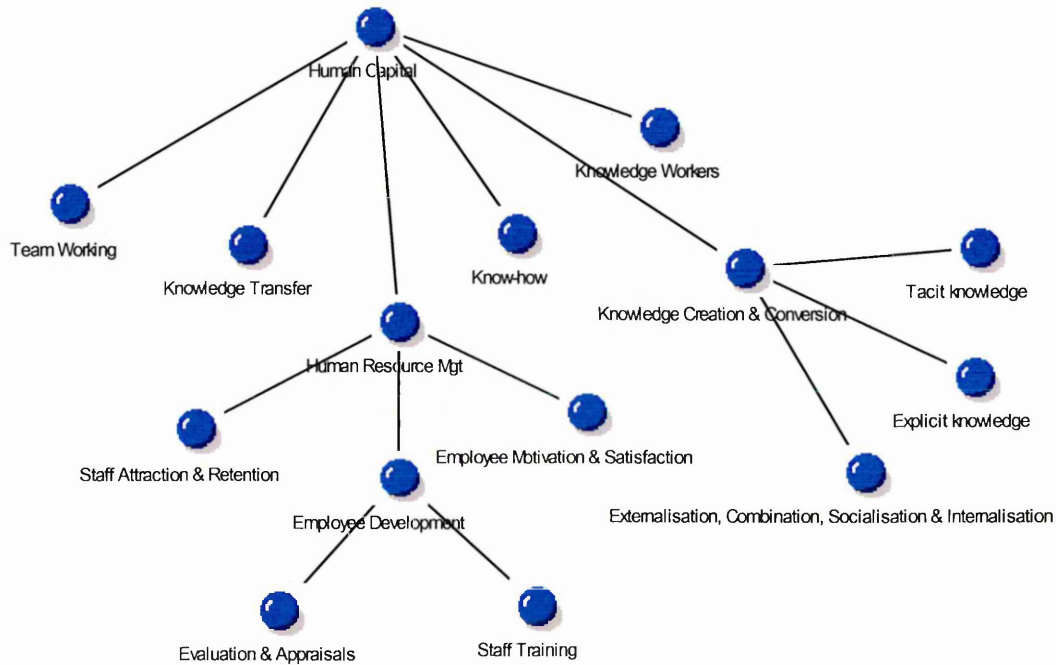 Human Capital
Knowledge Workers
Team Working
Knowledge Transfer
Know-how
Knowledge Creation & Conversion
Tacit knowledge
Human Resource Mgt
Explicit knowledge
Staff Attraction & Retention
Employee Motivation & Satisfaction
Employee Development
Externalisation, Combination, Socialisation & Internalisation
Evaluation & Appraisals
Staff Training